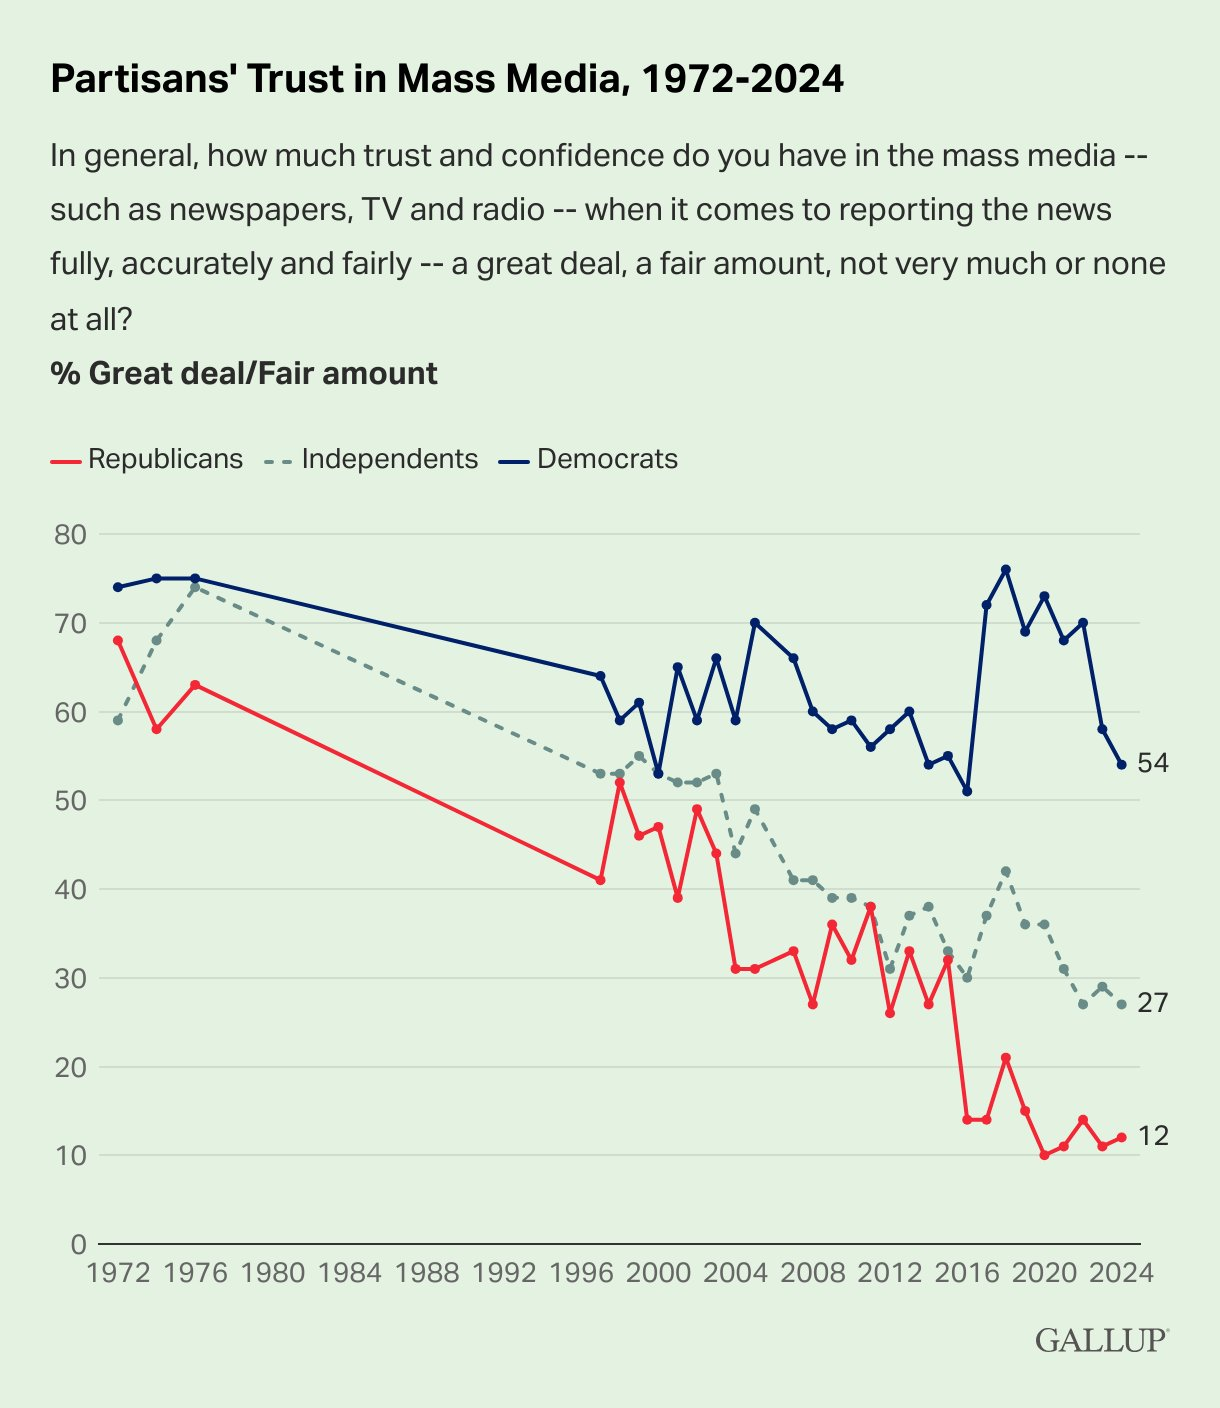 Partisans' Trust in Mass Media, 1972-2024
In general, how much trust and confidence do you have in the mass media --
such as newspapers, TV and radio -- when it comes to reporting the news
fully, accurately and fairly -- a great deal, a fair amount, not very much or none
at all?
% Great deal/Fair amount
Republicans Independents Democrats
80
70
60
54
50
40
30
27
20
12
10
0
1972 1976 1980 1984 1988 1992 1996 2000 2004 2008 2012 2016 2020 2024
GALLUP®